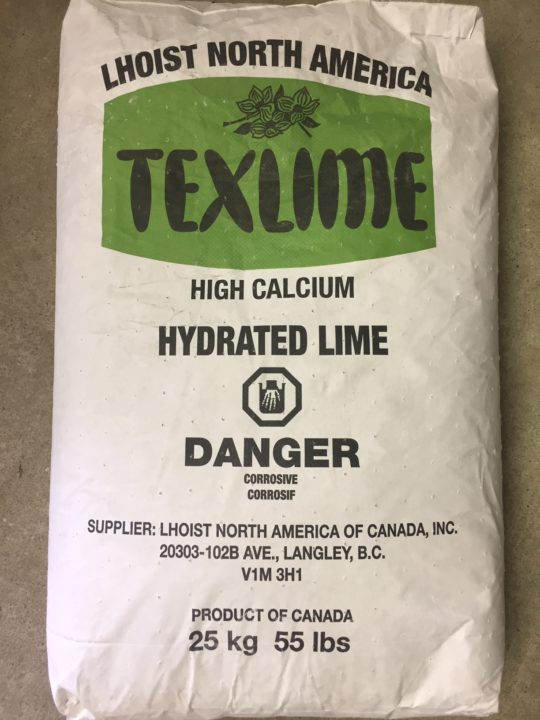 LHOIST NORTH AMERICA
TEXLIME
HIGH CALCIUM
HYDRATED LIME
DANGER
CORROSIVE
CORROSIF
SUPPLIER: LHOIST NORTH AMERICA OF CANADA, INC.
20303-102B AVE., LANGLEY, B.C.
V1M 3H1
PRODUCT OF CANADA
25 kg 55 lbs